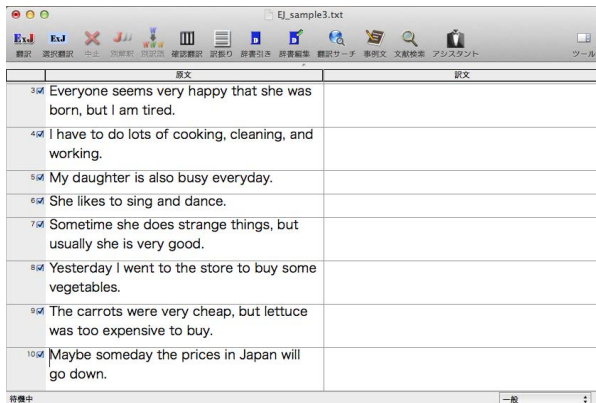 EJ_sample3.txt
翻訳 選択翻訳 中止 別解釈 別訳語 確認翻訳 訳振り 辞書引き 辞書編集 翻訳サーチ 事例文 文献検索 アシスタント ツール
原文 訳文
3 Everyone seems very happy that she was
born, but I am tired.
4 I have to do lots of cooking, cleaning, and
working.
5 My daughter is also busy everyday.
6 She likes to sing and dance.
7 Sometime she does strange things, but
usually she is very good.
8 Yesterday I went to the store to buy some
vegetables.
9 The carrots were very cheap, but lettuce
was too expensive to buy.
10 Maybe someday the prices in Japan will
go down.
待機中 一般